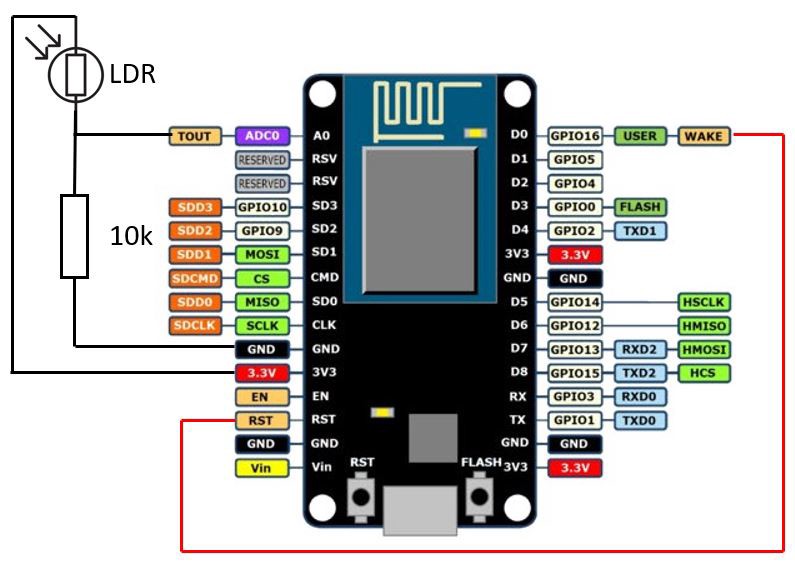 LDR
TOUT ADC0 A0 D0 GPIO16 USER WAKE
RESERVED RSV D1 GPIO5
RESERVED RSV D2 GPIO4
SDD3 GPIO10 SD3 D3 GPIO0 FLASH
SDD2 GPIO9 SD2 D4 GPIO2 TXD1
10k
SDD1 MOSI SD1 3V3 3.3V
SDCMD CS CMD GND GND
SDD0 MISO SD0 D5 GPIO14 HSCLK
SDCLK SCLK CLK D6 GPIO12 HMISO
GND GND D7 GPIO13 RXD2 HMOSI
3.3V 3V3 D8 GPIO15 TXD2 HCS
EN EN RX GPIO3 RXD0
RST RST TX GPIO1 TXD0
GND GND GND GND
Vin Vin RST FLASH 3V3 3.3V